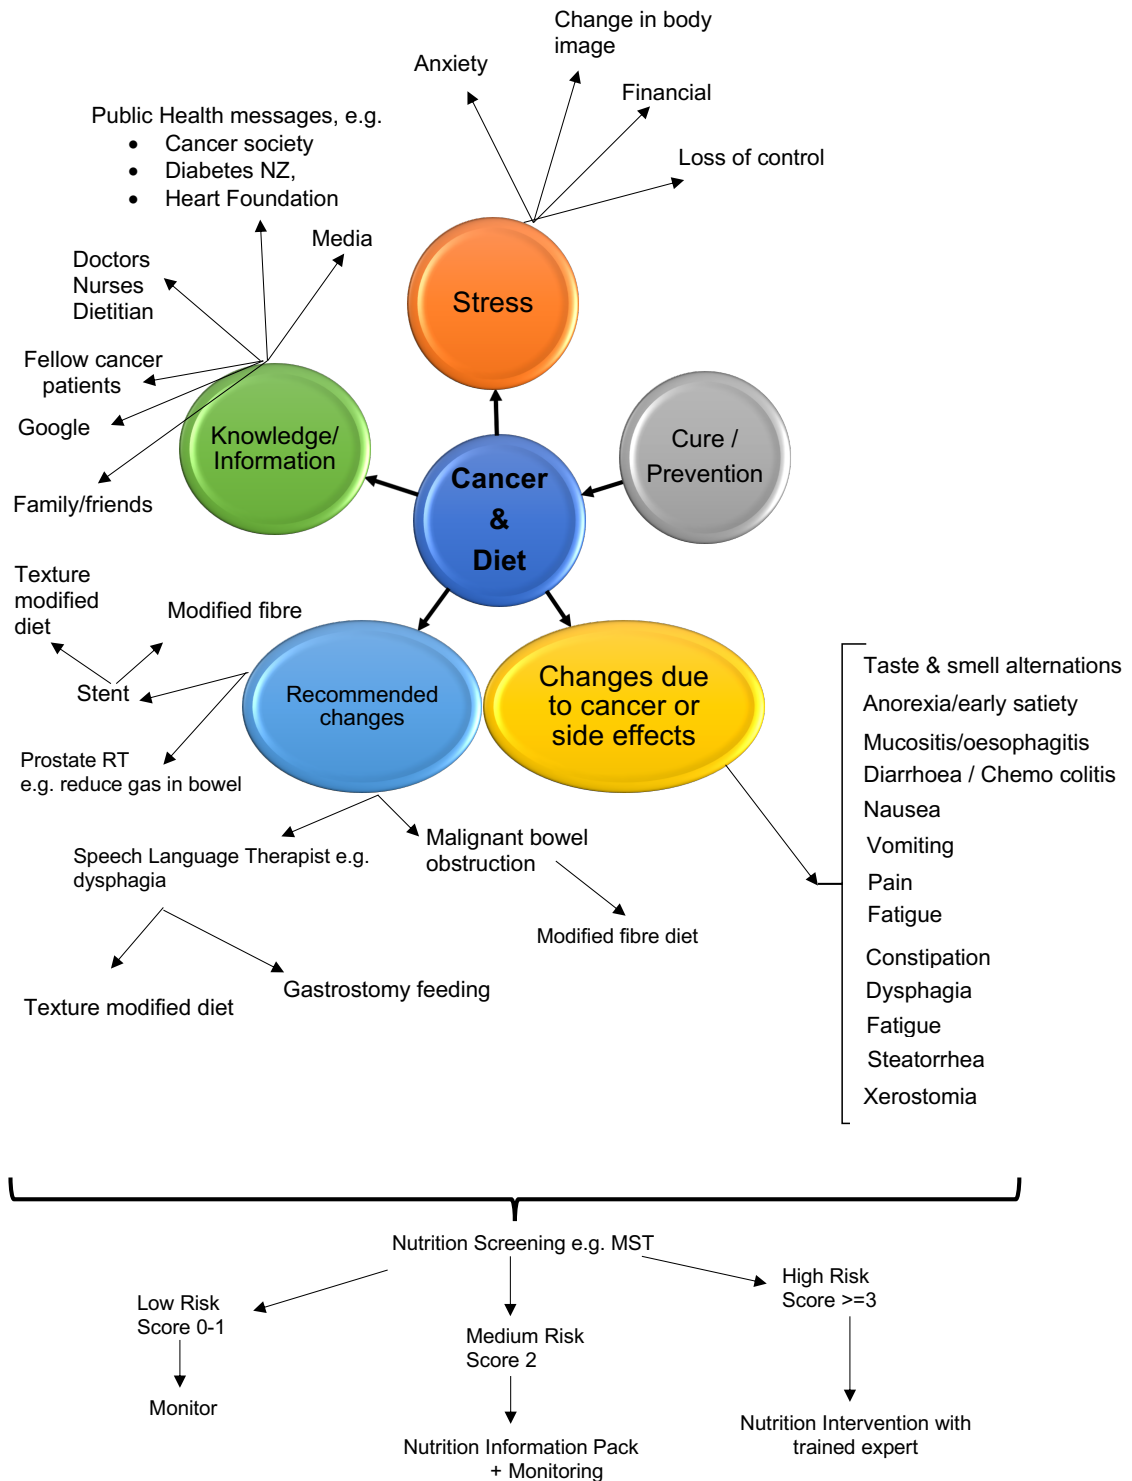 Change in body
image
Anxiety
Financial
Loss of control
Public Health messages, e.g.
• Cancer society
• Diabetes NZ,
• Heart Foundation
Media
Doctors
Nurses
Dietitian
Fellow cancer
patients
Google
Family/friends
Stress
Knowledge/
Information
Cure /
Prevention
Cancer
&
Diet
Texture
modified
diet
Modified fibre
Stent
Recommended
changes
Changes due
to cancer or
side effects
Prostate RT
e.g. reduce gas in bowel
Speech Language Therapist e.g.
dysphagia
Malignant bowel
obstruction
Modified fibre diet
Texture modified diet
Gastrostomy feeding
Taste & smell alternations
Anorexia/early satiety
Mucositis/oesophagitis
Diarrhoea / Chemo colitis
Nausea
Vomiting
Pain
Fatigue
Constipation
Dysphagia
Fatigue
Steatorrhea
Xerostomia
Nutrition Screening e.g. MST
Low Risk
Score 0-1
Monitor
Medium Risk
Score 2
Nutrition Information Pack
+ Monitoring
High Risk
Score >=3
Nutrition Intervention with
trained expert